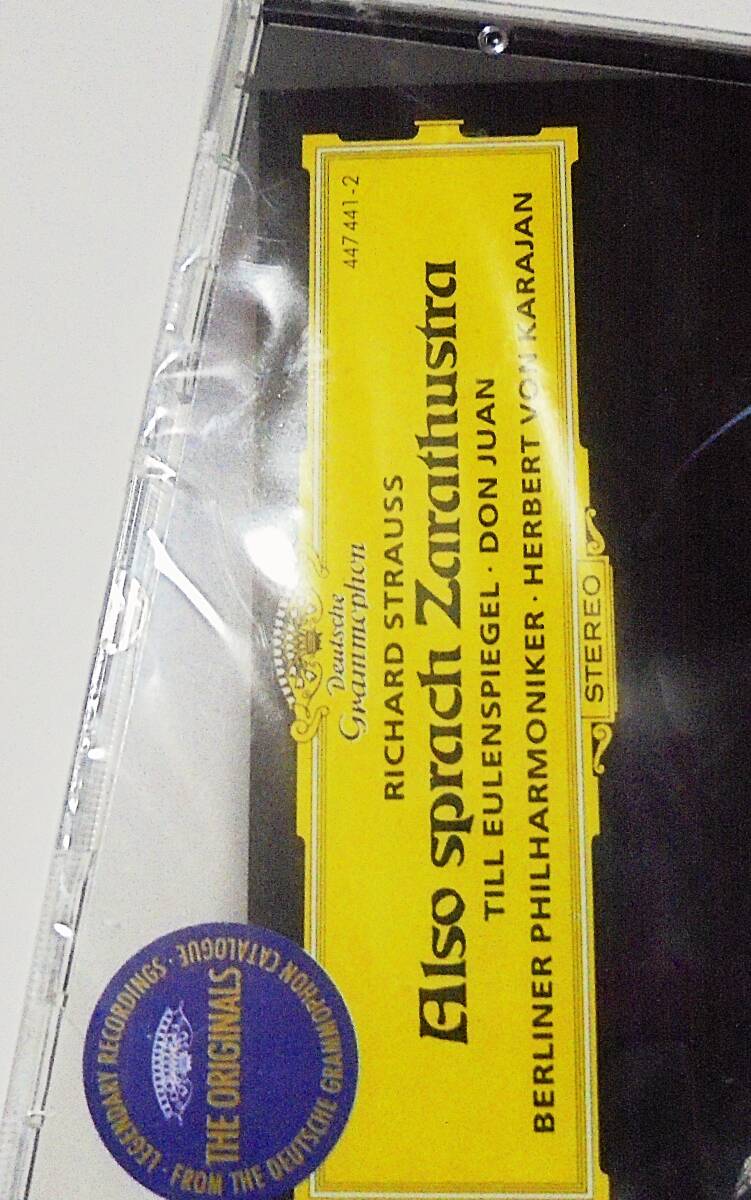 447 441-2
Deutsche
Grammophon
RICHARD STRAUSS
Also sprach Zarathustra
TILL EULENSPIEGEL · DON JUAN
BERLINER PHILHARMONIKER · HERBERT VON KARAJAN
STEREO
LEGENDARY RECORDINGS ·
FROM THE DEUTSCHE GRAMMOPHON CATALOGUE ·
THE ORIGINALS